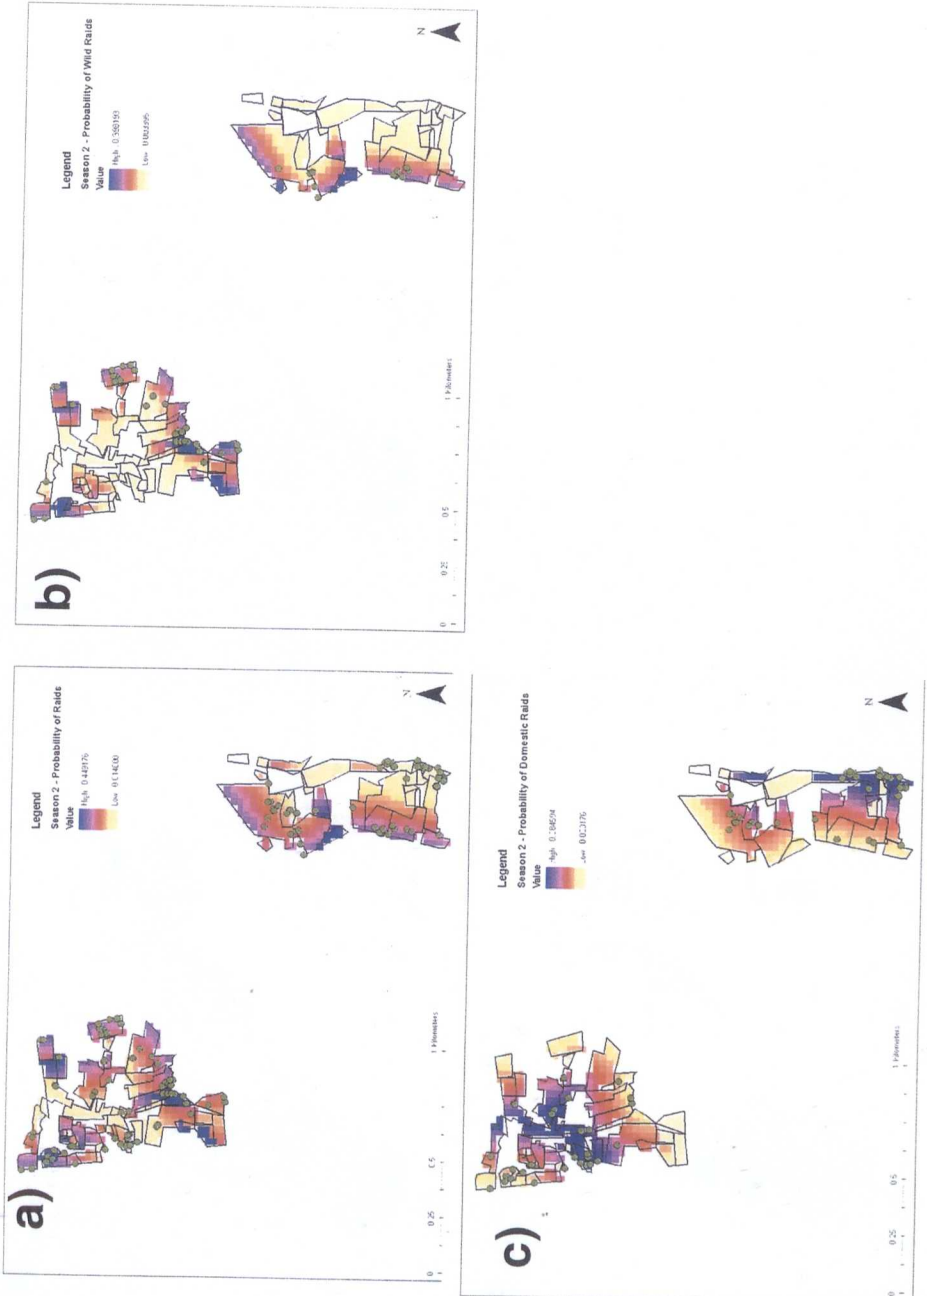 a)
Legend
Season 2 - Probability of Raids
Value
High
Low
N
0
0.25
0.5
1 Kilometers
b)
Legend
Season 2 - Probability of Wild Raids
Value
High
Low
N
0
0.25
0.5
1 Kilometers
c)
Legend
Season 2 - Probability of Domestic Raids
Value
High
Low
N
0
0.25
0.5
1 Kilometers